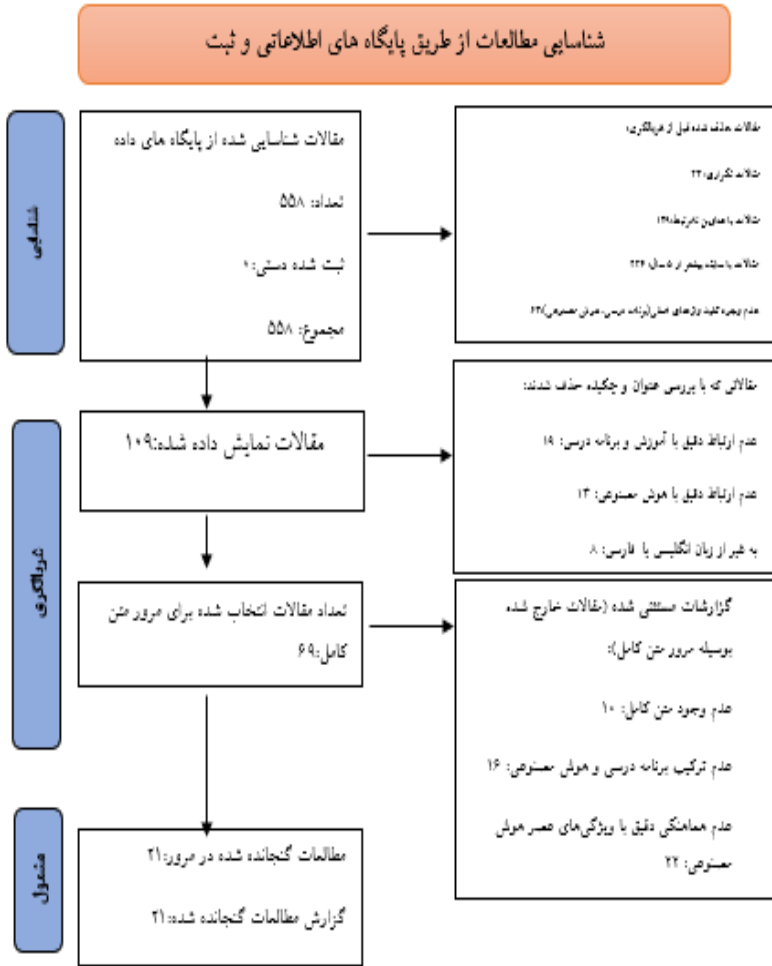 شناسایی مطالعات از طریق پایگاه های اطلاعاتی و ثبت
شناسایی
مقالات شناسایی شده از پایگاه های داده
تعداد: ۵۵۸
ثبت شده دستی: ۰
مجموع: ۵۵۸
مقالات حذف شده قبل از غربالگری:
مقالات تکراری: ۲۳
مقالات با عناوین نامرتبط: ۱۳۹
مقالات با سابقه بیشتر از ۵ سال: ۲۲۴
عدم وجود کلید واژه‌های اصلی(برنامه درسی، هوش مصنوعی): ۶۳
غربالگری
مقالات نمایش داده شده:۱۰۹
مقالاتی که با بررسی عنوان و چکیده حذف شدند:
عدم ارتباط دقیق با آموزش و برنامه درسی: ۱۹
عدم ارتباط دقیق با هوش مصنوعی: ۱۳
به غیر از زبان انگلیسی یا فارسی: ۸
تعداد مقالات انتخاب شده برای مرور متن
کامل:۶۹
گزارشات مستثنی شده (مقالات خارج شده
بوسیله مرور متن کامل):
عدم وجود متن کامل: ۱۰
عدم ترکیب برنامه درسی و هوش مصنوعی: ۱۶
عدم هماهنگی دقیق با ویژگی‌های عصر هوش
مصنوعی: ۲۲
مشمول
مطالعات گنجانده شده در مرور:۲۱
گزارش مطالعات گنجانده شده:۲۱